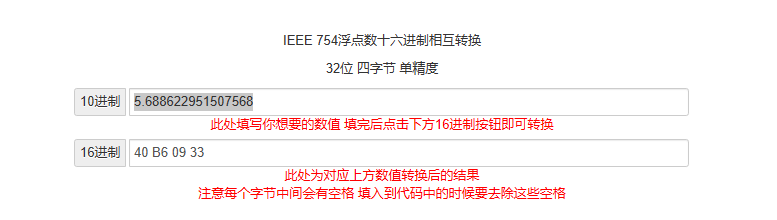 IEEE 754浮点数十六进制相互转换
32位 四字节 单精度
10进制 5.688622951507568
此处填写你想要的数值 填完后点击下方16进制按钮即可转换
16进制 40 B6 09 33
此处为对应上方数值转换后的结果
注意每个字节中间会有空格 填入到代码中的时候要去除这些空格